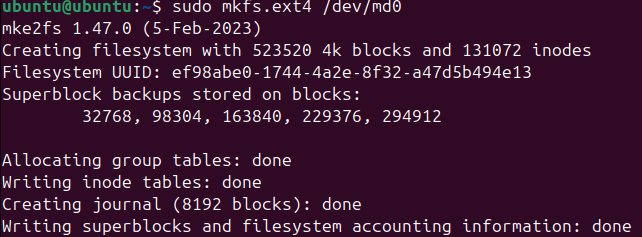 ubuntu@ubuntu:~$ sudo mkfs.ext4 /dev/md0
mke2fs 1.47.0 (5-Feb-2023)
Creating filesystem with 523520 4k blocks and 131072 inodes
Filesystem UUID: ef98abe0-1744-4a2e-8f32-a47d5b494e13
Superblock backups stored on blocks:
        32768, 98304, 163840, 229376, 294912

Allocating group tables: done
Writing inode tables: done
Creating journal (8192 blocks): done
Writing superblocks and filesystem accounting information: done